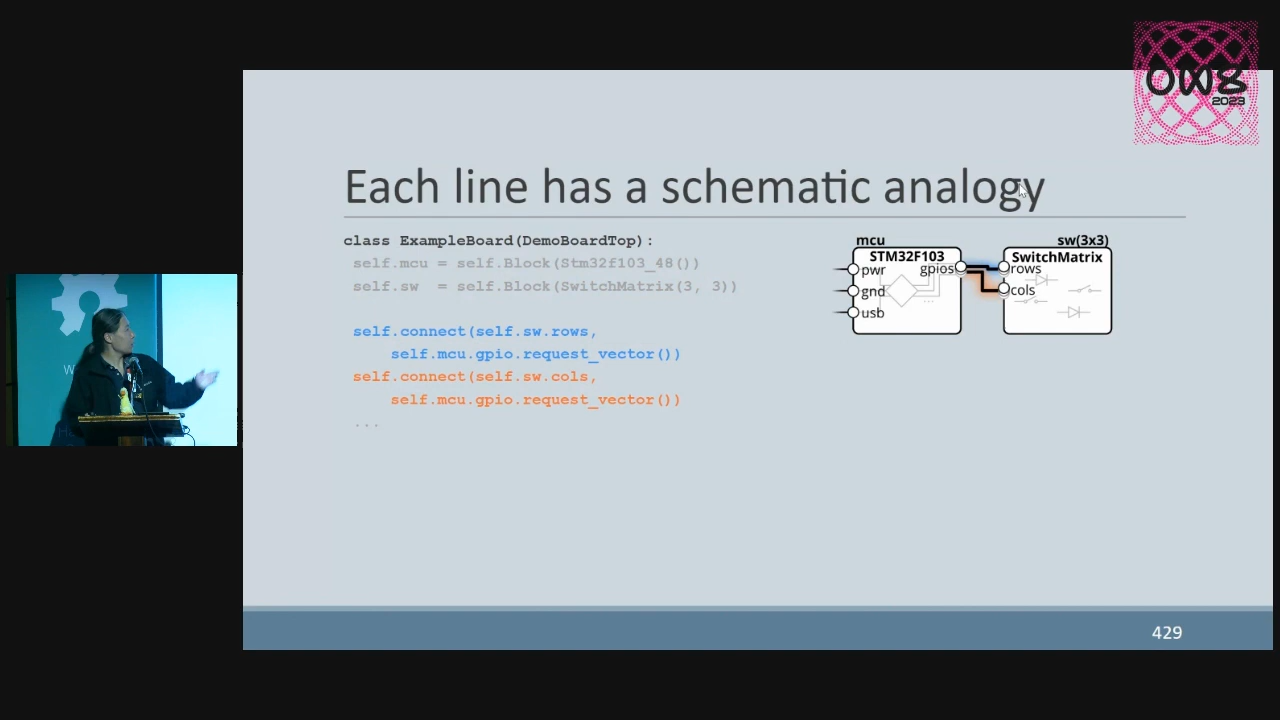 OW8
2023
Each line has a schematic analogy
class ExampleBoard(DemoBoardTop):
self.mcu = self.Block(Stm32f103_48())
self.sw  = self.Block(SwitchMatrix(3, 3))
self.connect(self.sw.rows,
self.mcu.gpio.request_vector())
self.connect(self.sw.cols,
self.mcu.gpio.request_vector())
...
mcu
STM32F103
pwr
gpios
gnd
usb
...
sw(3x3)
SwitchMatrix
rows
cols
W
429